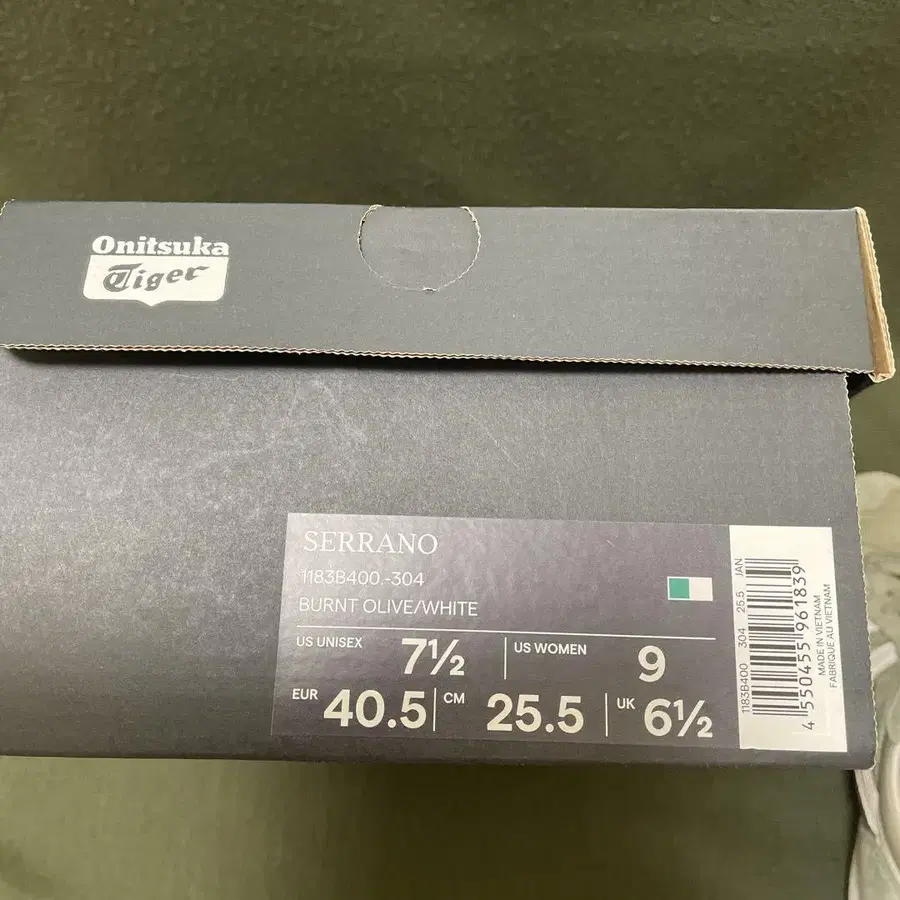 Onitsuka
Tiger
SERRANO
1183B400.-304
BURNT OLIVE/WHITE
US UNISEX 7½ US WOMEN 9
EUR 40.5 CM 25.5 UK 6½
1183B400 304 25.5 JAN
4 550455 961839
MADE IN VIETNAM
FABRIQUE AU VIETNAM